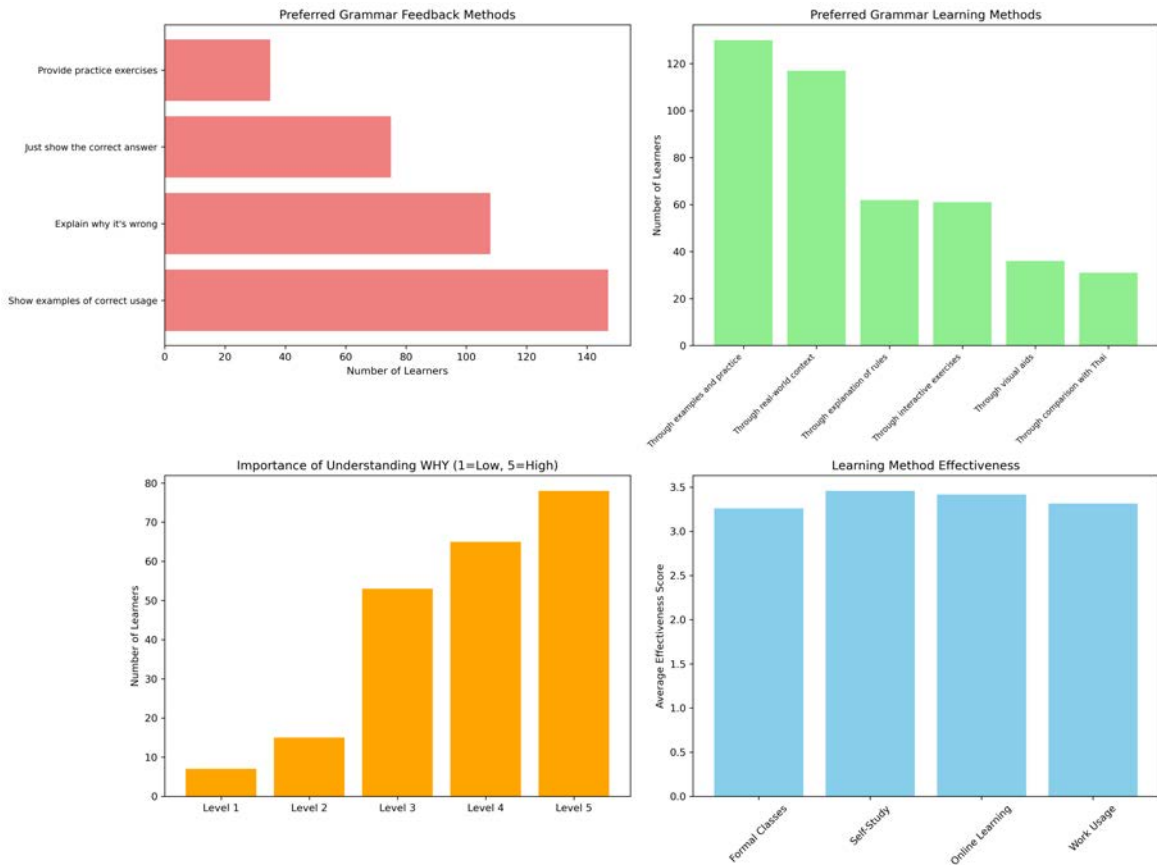 Preferred Grammar Feedback Methods
Provide practice exercises
Just show the correct answer
Explain why it's wrong
Show examples of correct usage
0 20 40 60 80 100 120 140
Number of Learners
Preferred Grammar Learning Methods
Number of Learners
120
100
80
60
40
20
0
Through examples and practice
Through real-world context
Through explanation of rules
Through interactive exercises
Through visual aids
Through comparison with Thai
Importance of Understanding WHY (1=Low, 5=High)
Number of Learners
80
70
60
50
40
30
20
10
0
Level 1 Level 2 Level 3 Level 4 Level 5
Learning Method Effectiveness
Average Effectiveness Score
3.5
3.0
2.5
2.0
1.5
1.0
0.5
0.0
Formal Classes
Self-Study
Online Learning
Work Usage